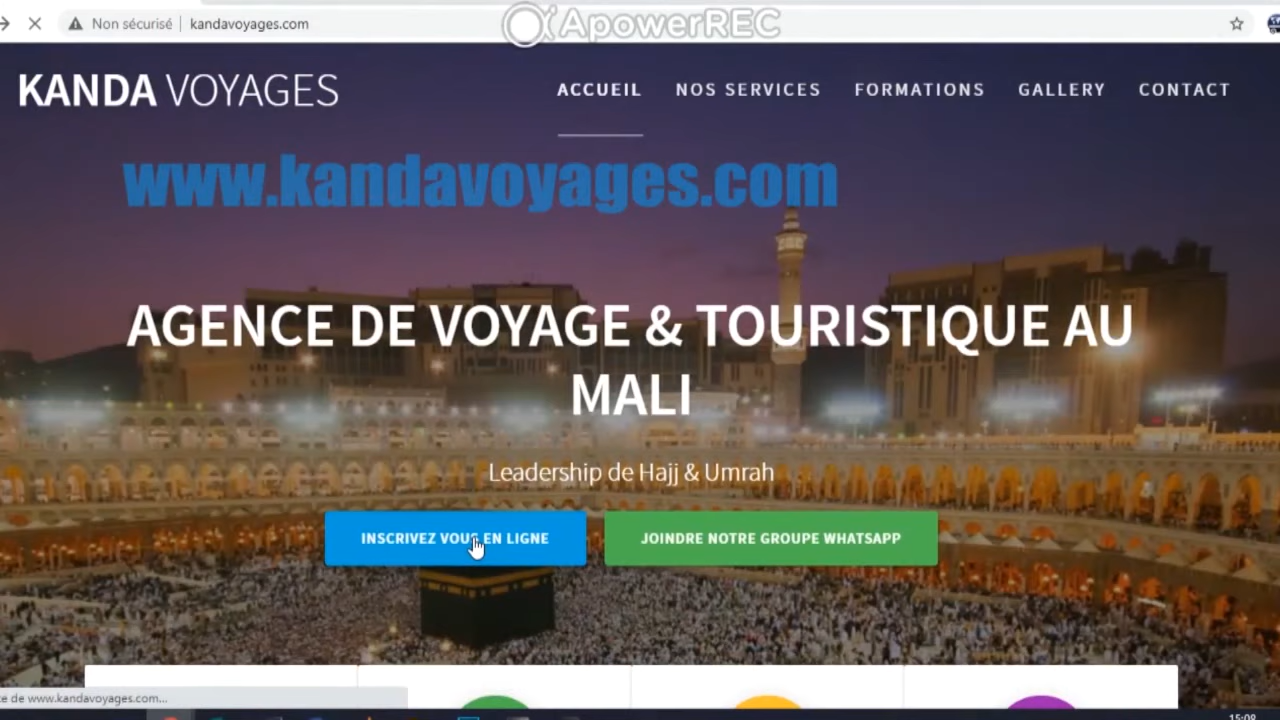 Non sécurisé | kandavoyages.com
ApowerREC
KANDA VOYAGES
ACCUEIL NOS SERVICES FORMATIONS GALLERY CONTACT
www.kandavoyages.com
AGENCE DE VOYAGE & TOURISTIQUE AU
MALI
Leadership de Hajj & Umrah
INSCRIVEZ VOUS EN LIGNE JOINDRE NOTRE GROUPE WHATSAPP
de www.kandavoyages.com...
15:08